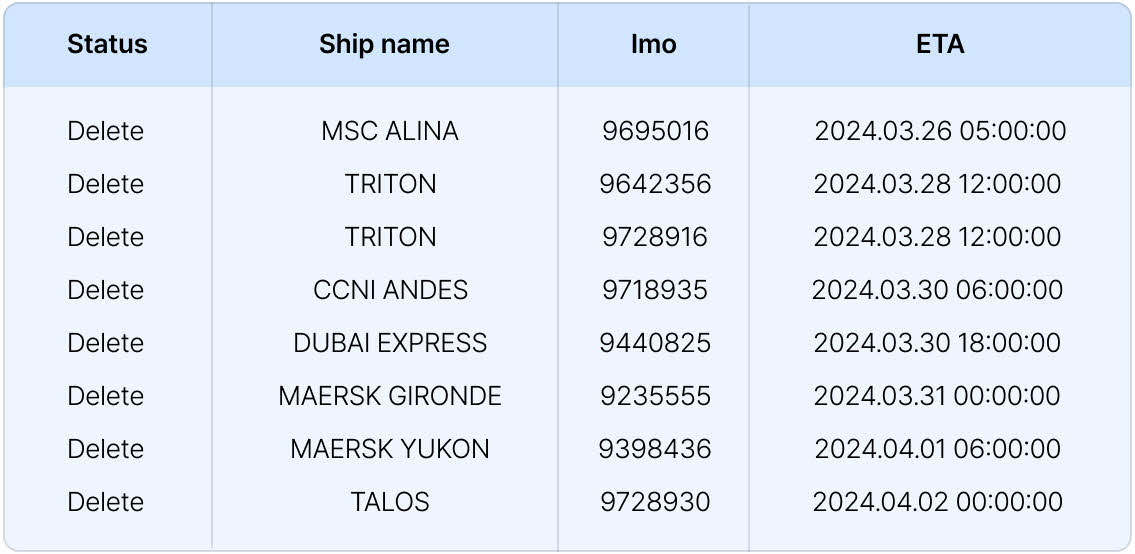 Status Ship name Imo ETA
Delete MSC ALINA 9695016 2024.03.26 05:00:00
Delete TRITON 9642356 2024.03.28 12:00:00
Delete TRITON 9728916 2024.03.28 12:00:00
Delete CCNI ANDES 9718935 2024.03.30 06:00:00
Delete DUBAI EXPRESS 9440825 2024.03.30 18:00:00
Delete MAERSK GIRONDE 9235555 2024.03.31 00:00:00
Delete MAERSK YUKON 9398436 2024.04.01 06:00:00
Delete TALOS 9728930 2024.04.02 00:00:00